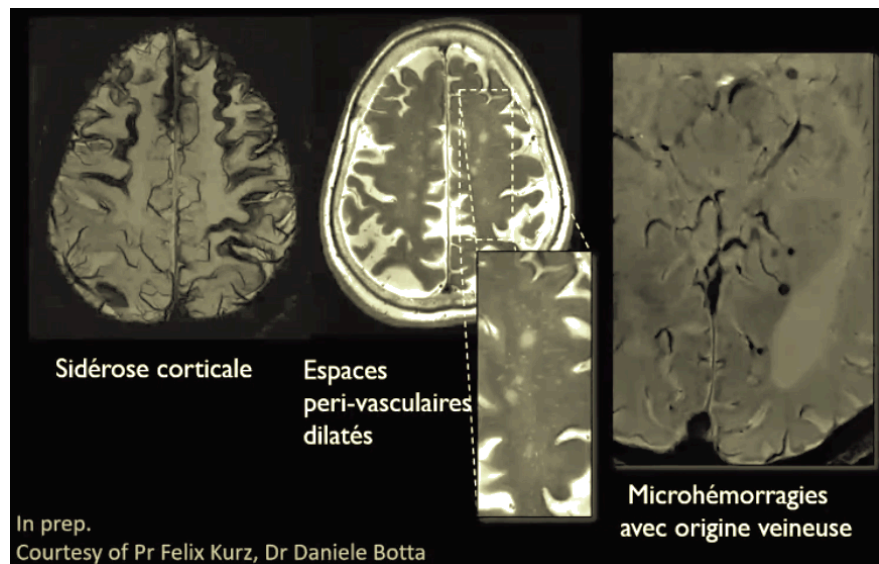 Sidérose corticale
Espaces
peri-vasculaires
dilatés
Microhémorragies
avec origine veineuse
In prep.
Courtesy of Pr Felix Kurz, Dr Daniele Botta